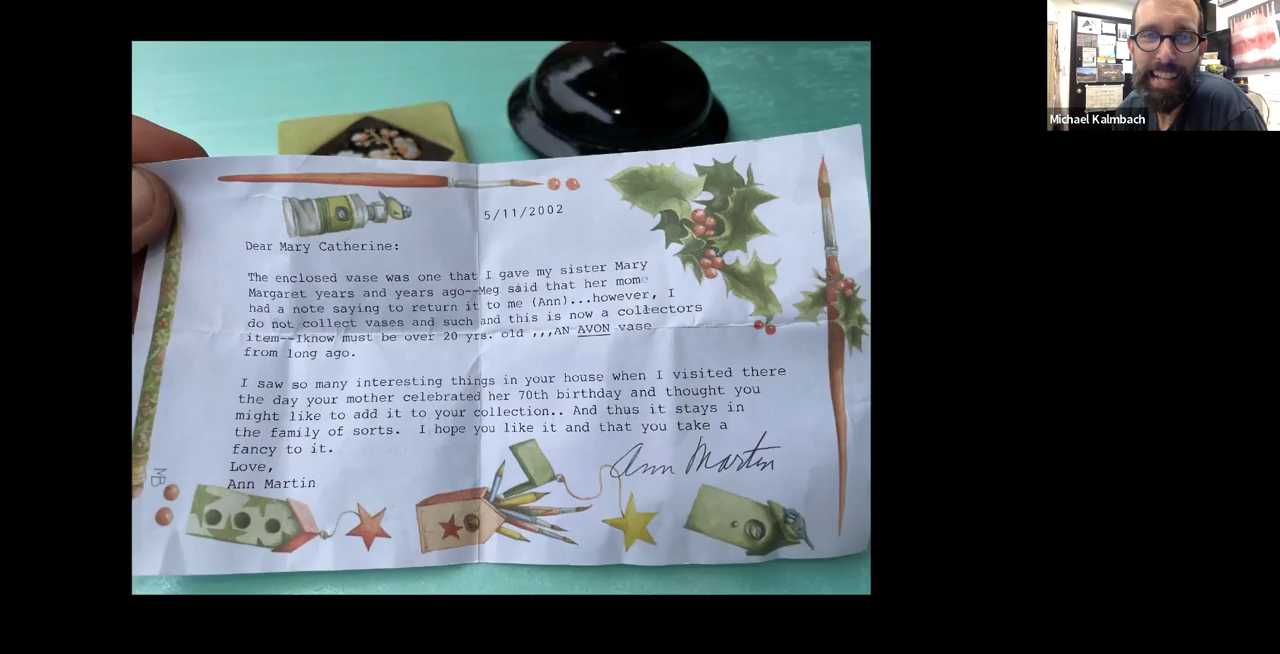 Michael Kalmbach
5/11/2002
Dear Mary Catherine:
The enclosed vase was one that I gave my sister Mary
Margaret years and years ago--Meg said that her mome
had a note saying to return it to me (Ann)...however, I
do not collect vases and such and this is now a collectors
item--Iknow must be over 20 yrs. old ,,,AN AVON vase
from long ago.
I saw so many interesting things in your house when I visited there
the day your mother celebrated her 70th birthday and thought you
might like to add it to your collection.. And thus it stays in
the family of sorts. I hope you like it and that you take a
fancy to it.
Love,
Ann Martin
Ann Martin
MB